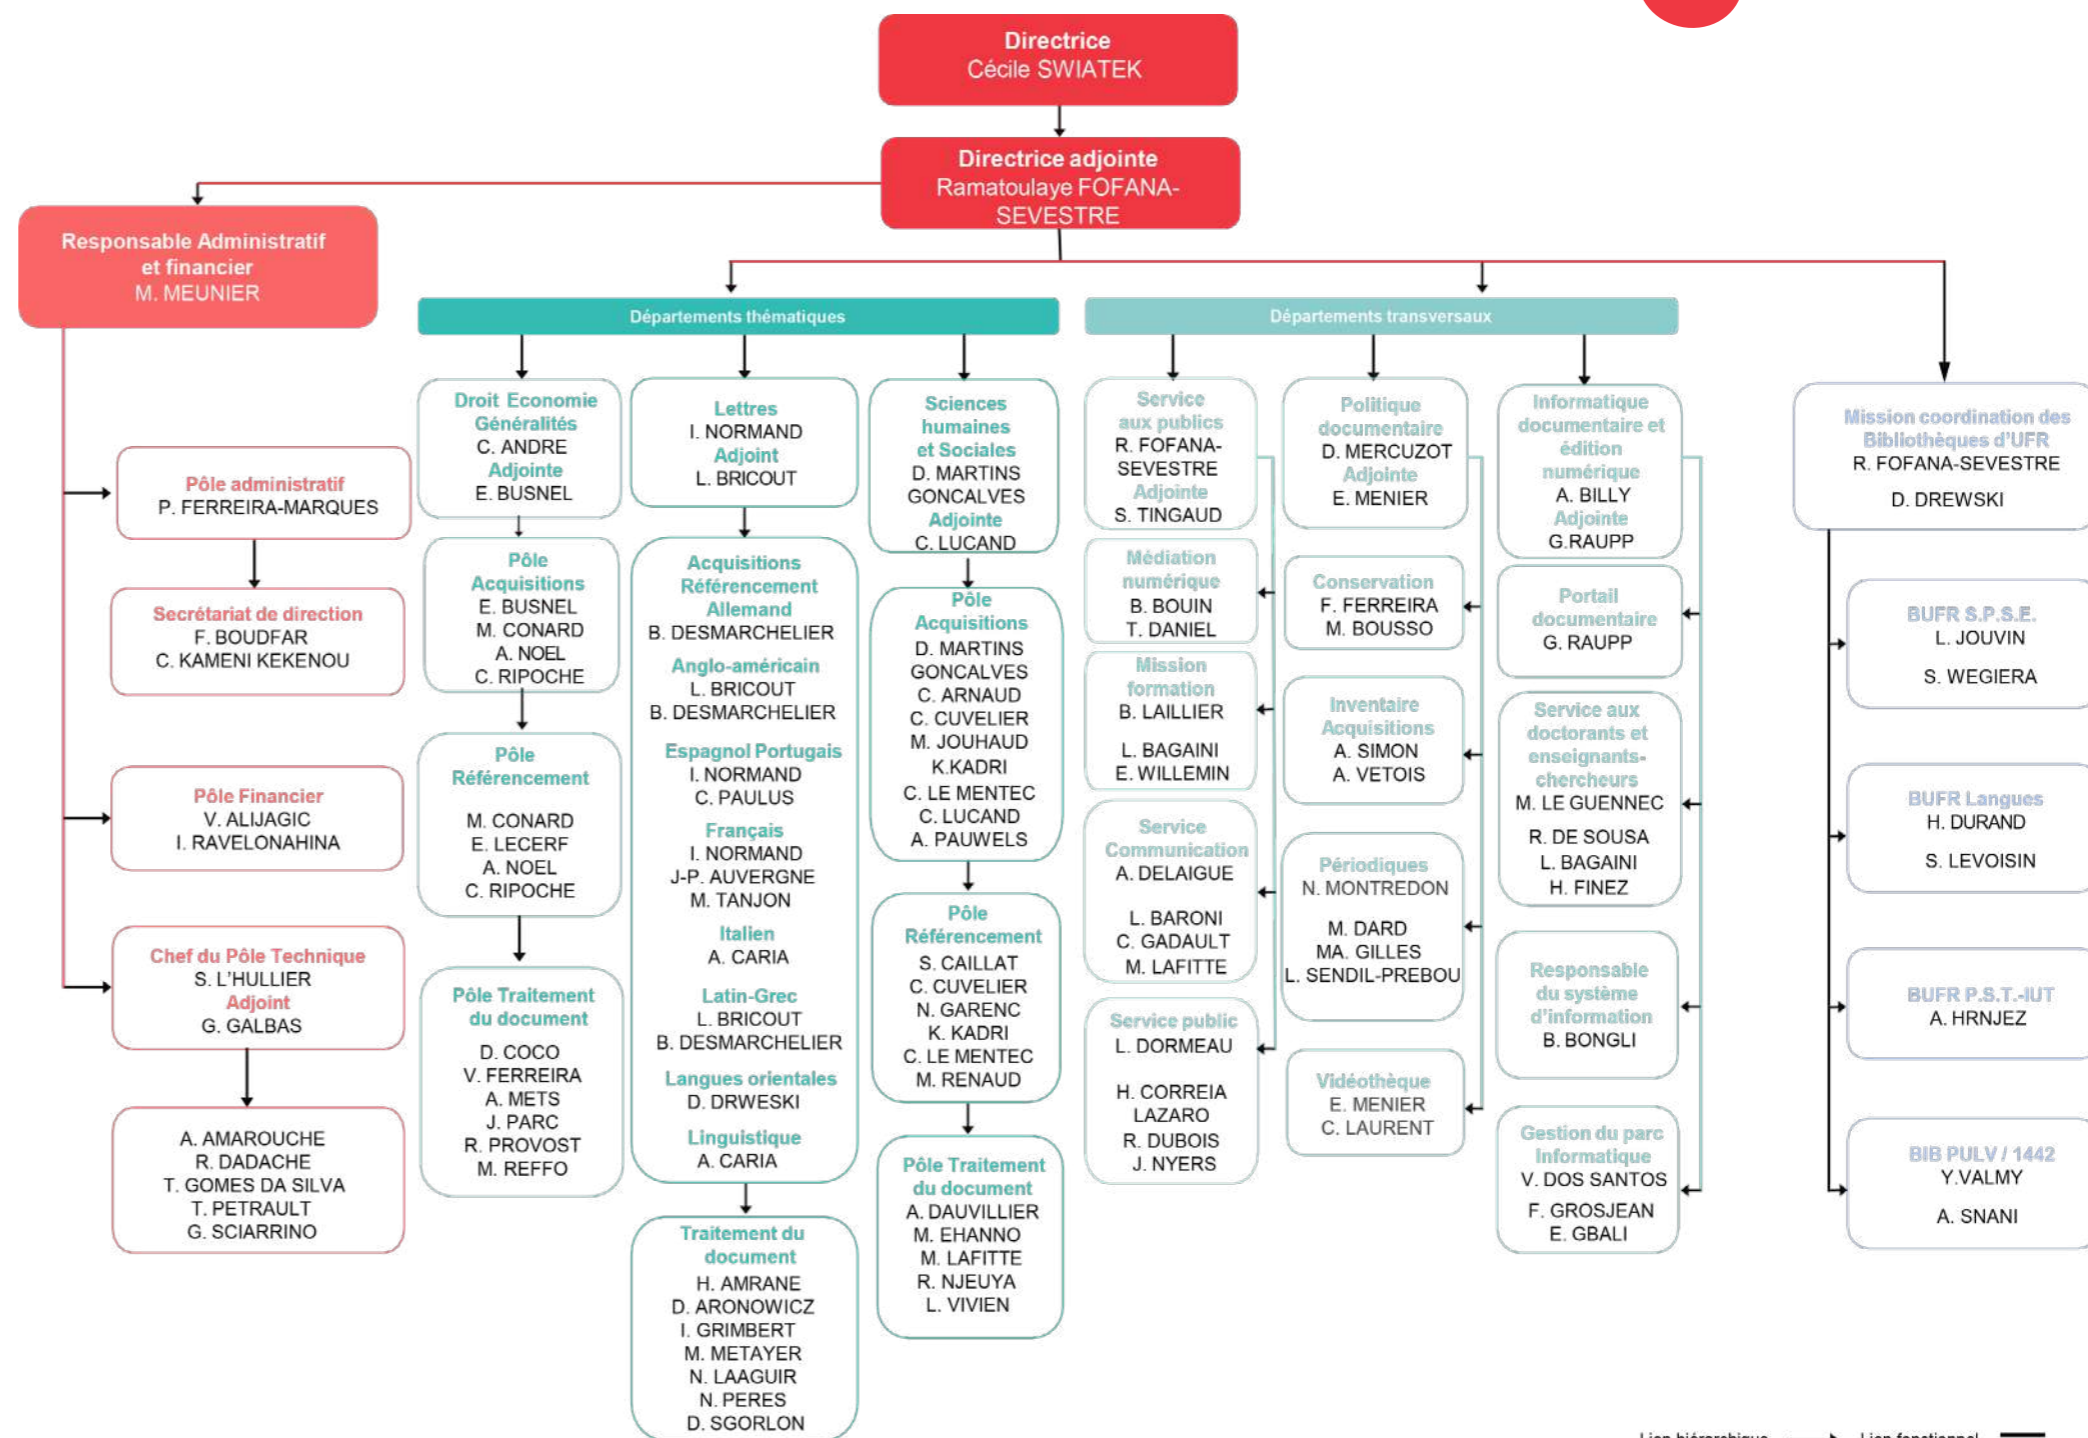 Directrice
Cécile SWIATEK
Directrice adjointe
Ramatoulaye FOFANA-
SEVESTRE
Responsable Administratif
et financier
M. MEUNIER
Pôle administratif
P. FERREIRA-MARQUES
Secrétariat de direction
F. BOUDFAR
C. KAMENI KEKENOU
Pôle Financier
V. ALIJAGIC
I. RAVELONAHINA
Chef du Pôle Technique
S. L'HULLIER
Adjoint
G. GALBAS
A. AMAROUCHE
R. DADACHE
T. GOMES DA SILVA
T. PETRAULT
G. SCIARRINO
Départements thématiques
Droit Economie
Généralités
C. ANDRE
Adjointe
E. BUSNEL
Pôle
Acquisitions
E. BUSNEL
M. CONARD
A. NOEL
C. RIPOCHE
Pôle
Référencement
M. CONARD
E. LECERF
A. NOEL
C. RIPOCHE
Pôle Traitement
du document
D. COCO
V. FERREIRA
A. METS
J. PARC
R. PROVOST
M. REFFO
Lettres
I. NORMAND
Adjoint
L. BRICOUT
Acquisitions
Référencement
Allemand
B. DESMARCHELIER
Anglo-américain
L. BRICOUT
B. DESMARCHELIER
Espagnol Portugais
I. NORMAND
C. PAULUS
Français
I. NORMAND
J-P. AUVERGNE
M. TANJON
Italien
A. CARIA
Latin-Grec
L. BRICOUT
B. DESMARCHELIER
Langues orientales
D. DRWESKI
Linguistique
A. CARIA
Traitement du
document
H. AMRANE
D. ARONOWICZ
I. GRIMBERT
M. METAYER
N. LAAGUIR
N. PERES
D. SGORLON
Sciences
humaines
et Sociales
D. MARTINS
GONCALVES
Adjointe
C. LUCAND
Pôle
Acquisitions
D. MARTINS
GONCALVES
C. ARNAUD
C. CUVELIER
M. JOUHAUD
K.KADRI
C. LE MENTEC
C. LUCAND
A. PAUWELS
Pôle
Référencement
S. CAILLAT
C. CUVELIER
N. GARENC
K. KADRI
C. LE MENTEC
M. RENAUD
Pôle Traitement
du document
A. DAUVILLIER
M. EHANNO
M. LAFITTE
R. NJEUYA
L. VIVIEN
Départements transversaux
Service
aux publics
R. FOFANA-
SEVESTRE
Adjointe
S. TINGAUD
Médiation
numérique
B. BOUIN
T. DANIEL
Mission
formation
B. LAILLIER
L. BAGAINI
E. WILLEMIN
Service
Communication
A. DELAIGUE
L. BARONI
C. GADAULT
M. LAFITTE
Service public
L. DORMEAU
H. CORREIA
LAZARO
R. DUBOIS
J. NYERS
Politique
documentaire
D. MERCUZOT
Adjointe
E. MENIER
Conservation
F. FERREIRA
M. BOUSSO
Inventaire
Acquisitions
A. SIMON
A. VETOIS
Périodiques
N. MONTREDON
M. DARD
MA. GILLES
L. SENDIL-PREBOU
Vidéothèque
E. MENIER
C. LAURENT
Informatique
documentaire et
édition
numérique
A. BILLY
Adjointe
G.RAUPP
Portail
documentaire
G. RAUPP
Service aux
doctorants et
enseignants-
chercheurs
M. LE GUENNEC
R. DE SOUSA
L. BAGAINI
H. FINEZ
Responsable
du système
d'information
B. BONGLI
Gestion du parc
Informatique
V. DOS SANTOS
F. GROSJEAN
E. GBALI
Mission coordination des
Bibliothèques d'UFR
R. FOFANA-SEVESTRE
D. DREWSKI
BUFR S.P.S.E.
L. JOUVIN
S. WEGIERA
BUFR Langues
H. DURAND
S. LEVOISIN
BUFR P.S.T.-IUT
A. HRNJEZ
BIB PULV / 1442
Y.VALMY
A. SNANI
Lien hiérarchique
Lien fonctionnel